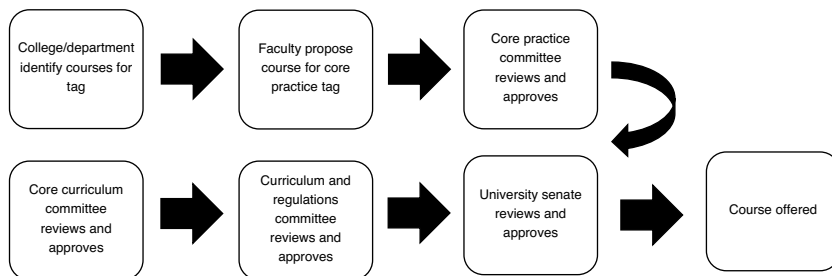 College/department
identify courses for
tag
Faculty propose
course for core
practice tag
Core practice
committee
reviews and
approves
Core curriculum
committee
reviews and
approves
Curriculum and
regulations
committee
reviews and
approves
University senate
reviews and
approves
Course offered